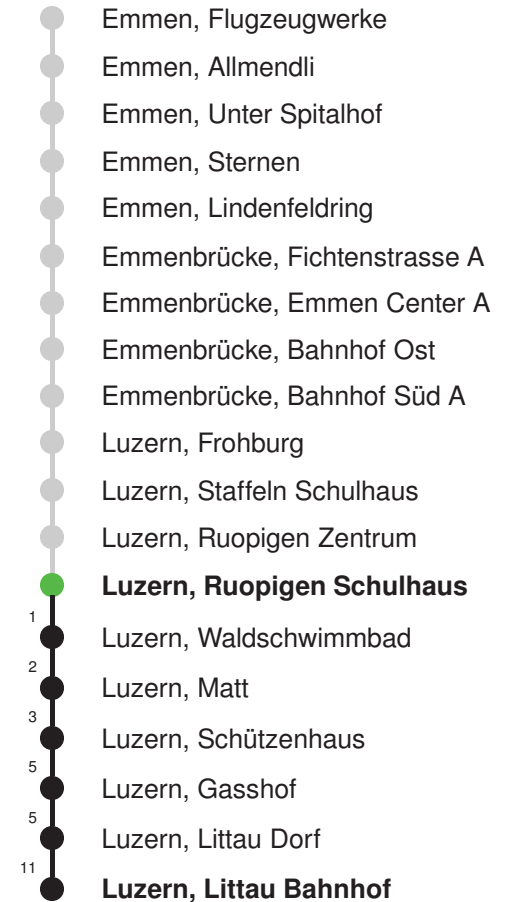 Emmen, Flugzeugwerke
Emmen, Allmendli
Emmen, Unter Spitalhof
Emmen, Sternen
Emmen, Lindenfeldring
Emmenbrücke, Fichtenstrasse A
Emmenbrücke, Emmen Center A
Emmenbrücke, Bahnhof Ost
Emmenbrücke, Bahnhof Süd A
Luzern, Frohburg
Luzern, Staffeln Schulhaus
Luzern, Ruopigen Zentrum
Luzern, Ruopigen Schulhaus
1 Luzern, Waldschwimmbad
2 Luzern, Matt
3 Luzern, Schützenhaus
5 Luzern, Gasshof
5 Luzern, Littau Dorf
11 Luzern, Littau Bahnhof